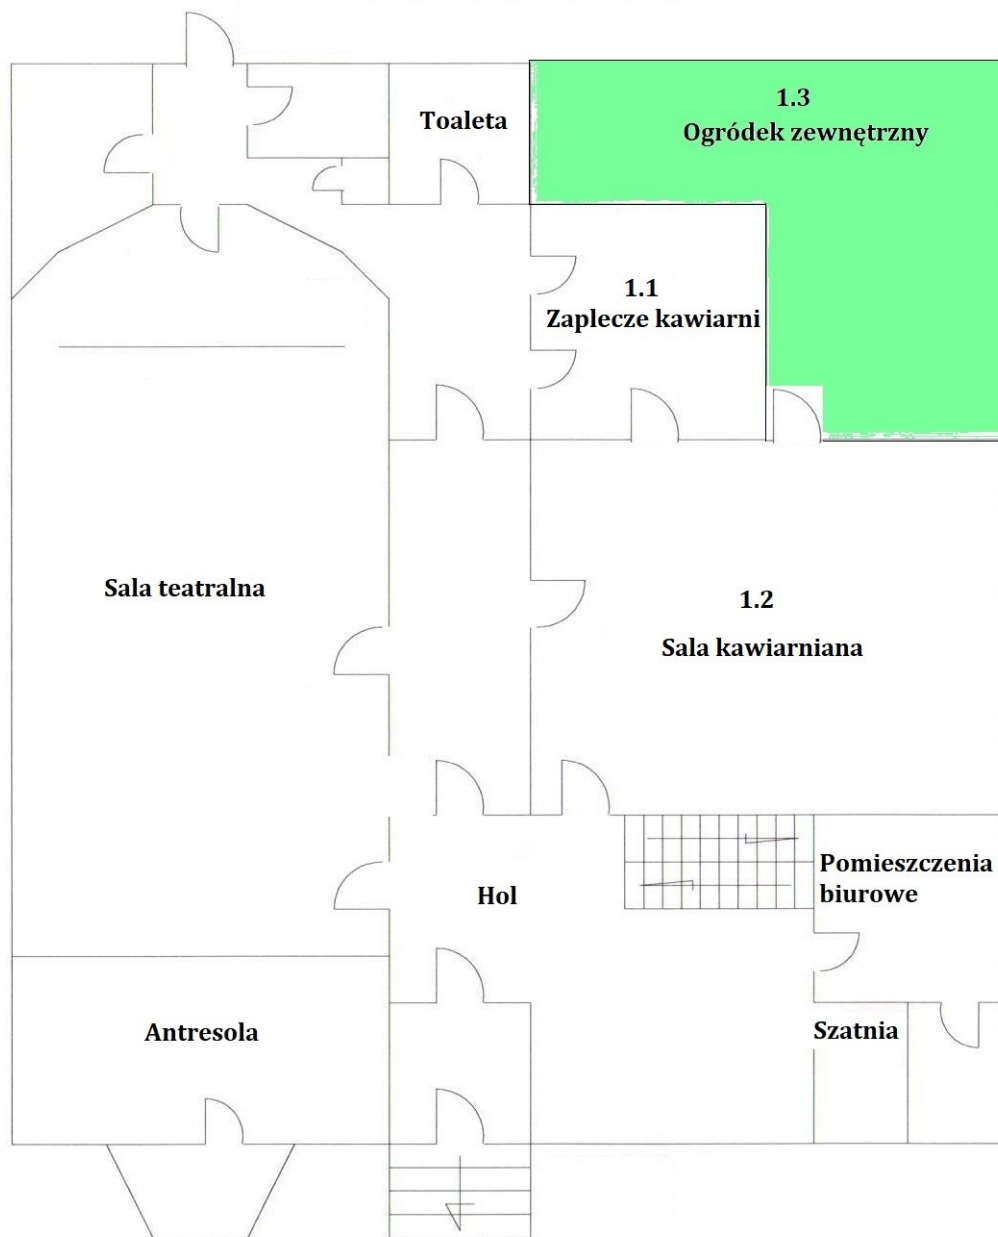 Toaleta
1.3
Ogródek zewnętrzny
1.1
Zaplecze kawiarni
Sala teatralna
1.2
Sala kawiarniana
Pomieszczenia
biurowe
Hol
Antresola
Szatnia